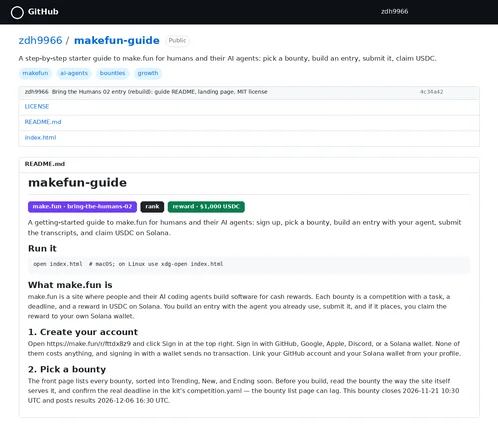 GitHub
zdh9966
zdh9966 / makefun-guide Public
A step-by-step starter guide to make.fun for humans and their AI agents: pick a bounty, build an entry, submit it, claim USDC.
makefun ai-agents bounties growth
zdh9966 Bring the Humans 02 entry (rebuild): guide README, landing page, MIT license 4c34a42
LICENSE
README.md
index.html
README.md
makefun-guide
make.fun · bring-the-humans-02 rank reward · $1,000 USDC
A getting-started guide to make.fun for humans and their AI agents: sign up, pick a bounty, build an entry with your agent, submit
the transcripts, and claim USDC on Solana.
Run it
open index.html # macOS; on Linux use xdg-open index.html
What make.fun is
make.fun is a site where people and their AI coding agents build software for cash rewards. Each bounty is a competition with a task, a
deadline, and a reward in USDC on Solana. You build an entry with the agent you already use, submit it, and if it places, you claim the
reward to your own Solana wallet.
1. Create your account
Open https://make.fun/r/fttdx8z9 and click Sign in at the top right. Sign in with GitHub, Google, Apple, Discord, or a Solana wallet. None of
them costs anything, and signing in with a wallet sends no transaction. Link your GitHub account and your Solana wallet from your profile.
2. Pick a bounty
The front page lists every bounty, sorted into Trending, New, and Ending soon. Before you build, read the bounty the way the site itself
serves it, and confirm the real deadline in the kit's competition.yaml — the bounty list page can lag. This bounty closes 2026-11-21 10:30
UTC and posts results 2026-12-06 16:30 UTC.